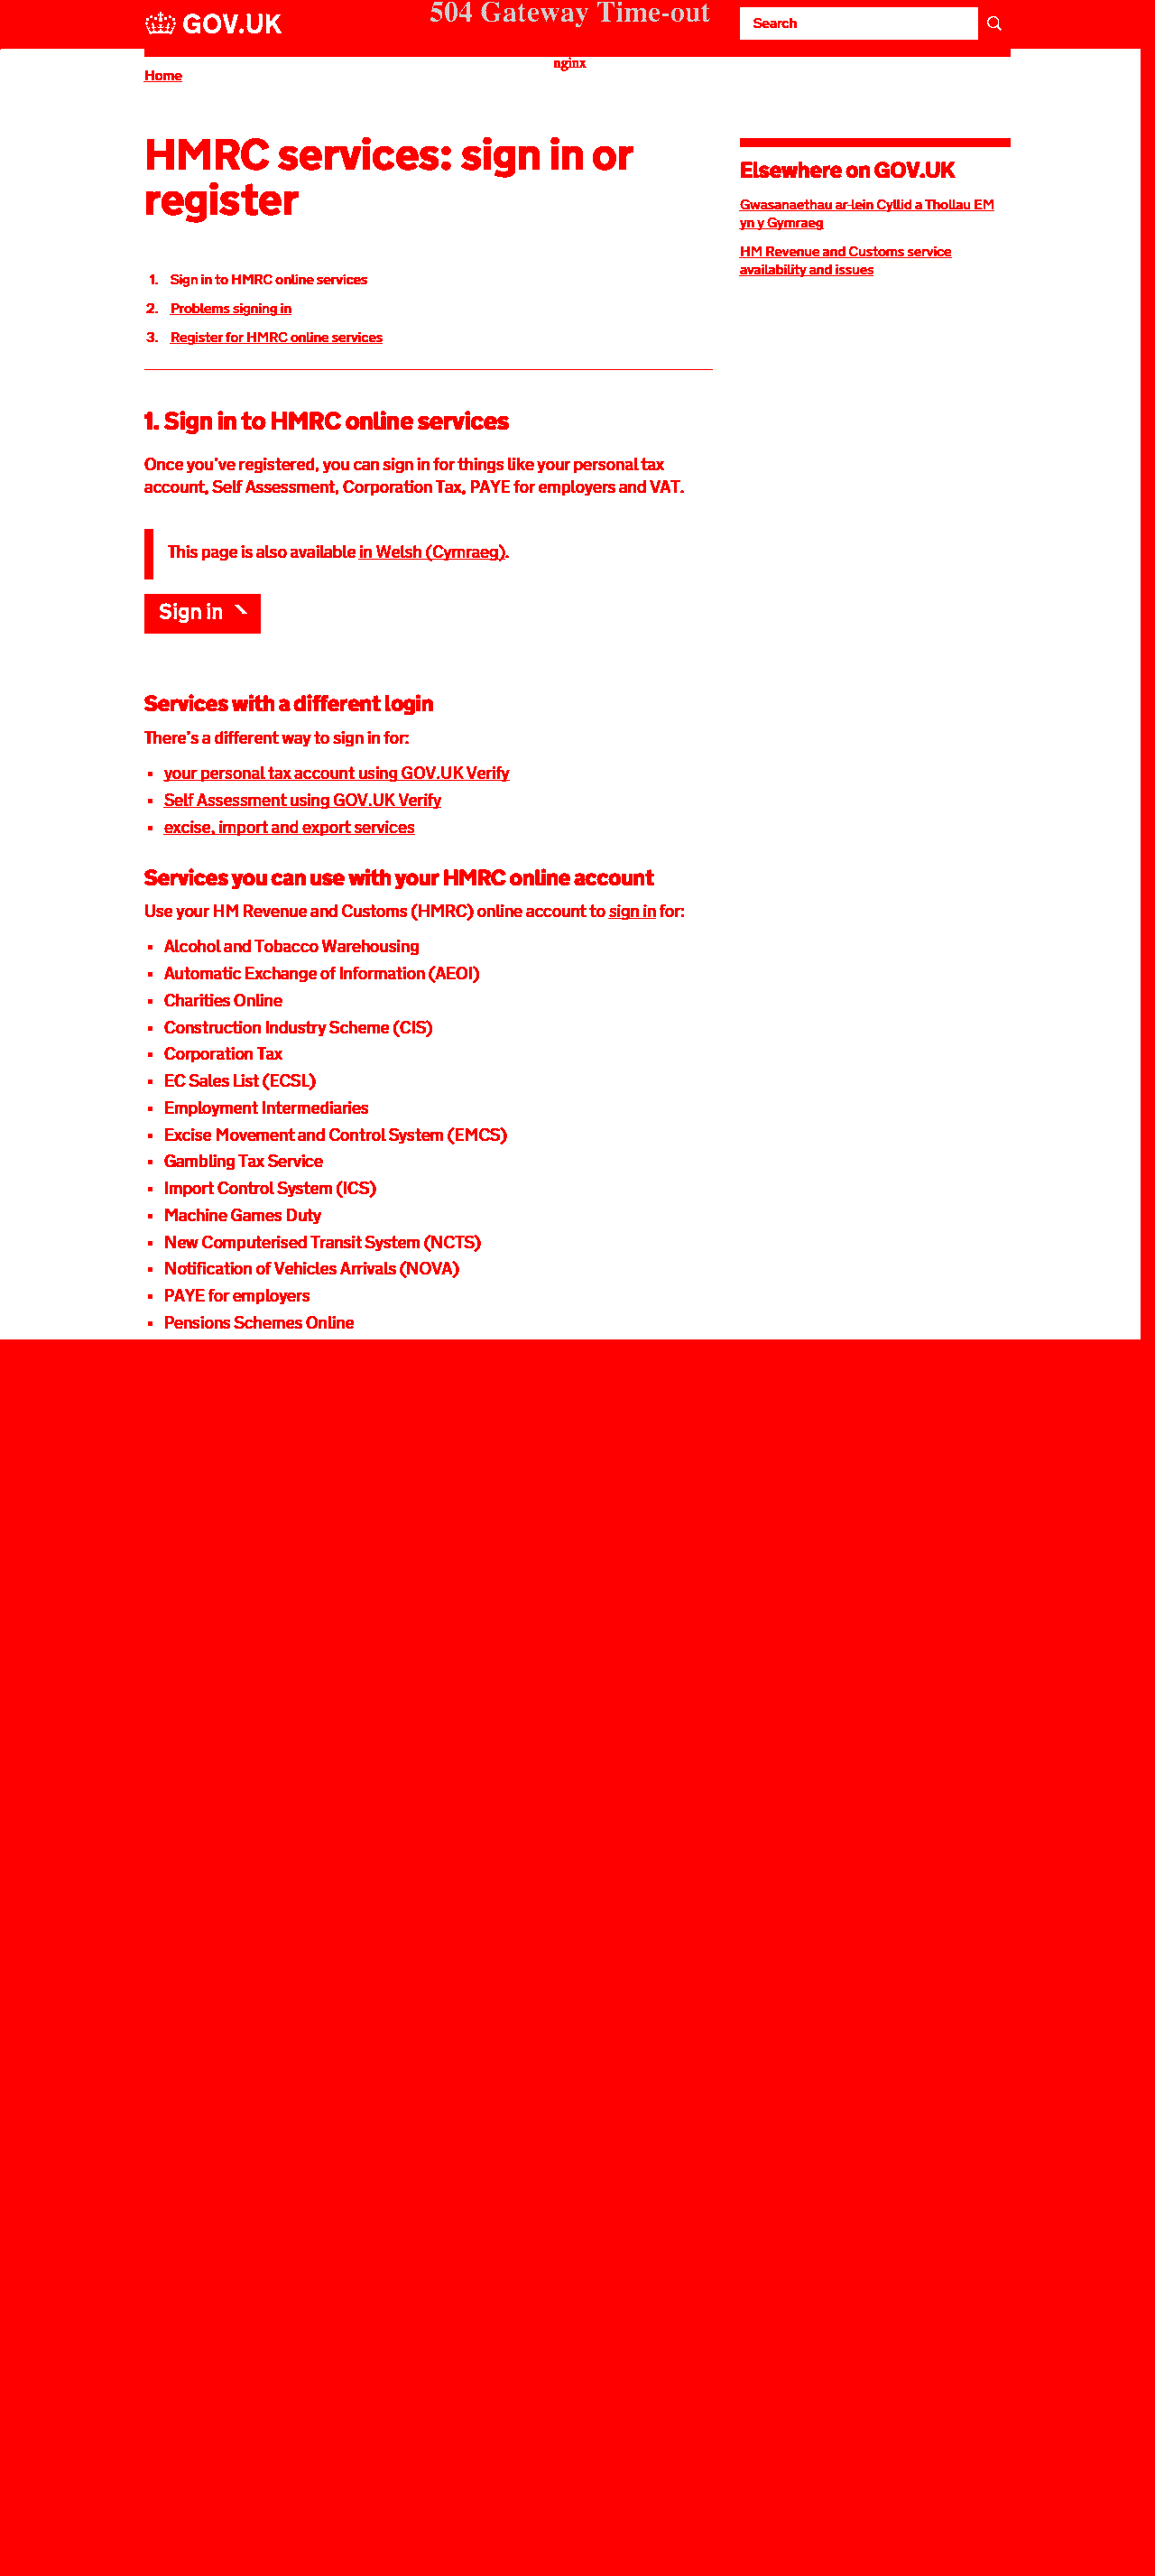 GOV.UK
504 Gateway Time-out
Search
nginx
Home
HMRC services: sign in or
register
1. Sign in to HMRC online services
2. Problems signing in
3. Register for HMRC online services
Elsewhere on GOV.UK
Gwasanaethau ar-lein Cyllid a Thollau EM
yn y Gymraeg
HM Revenue and Customs service
availability and issues
1. Sign in to HMRC online services
Once you've registered, you can sign in for things like your personal tax
account, Self Assessment, Corporation Tax, PAYE for employers and VAT.
This page is also available in Welsh (Cymraeg).
Sign in
Services with a different login
There's a different way to sign in for:
▪ your personal tax account using GOV.UK Verify
▪ Self Assessment using GOV.UK Verify
▪ excise, import and export services
Services you can use with your HMRC online account
Use your HM Revenue and Customs (HMRC) online account to sign in for:
▪ Alcohol and Tobacco Warehousing
▪ Automatic Exchange of Information (AEOI)
▪ Charities Online
▪ Construction Industry Scheme (CIS)
▪ Corporation Tax
▪ EC Sales List (ECSL)
▪ Employment Intermediaries
▪ Excise Movement and Control System (EMCS)
▪ Gambling Tax Service
▪ Import Control System (ICS)
▪ Machine Games Duty
▪ New Computerised Transit System (NCTS)
▪ Notification of Vehicles Arrivals (NOVA)
▪ PAYE for employers
▪ Pensions Schemes Online